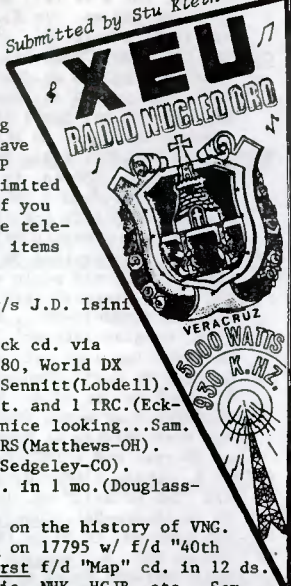 Submitted by Stu
XEU
RADIO NUCLEO ORO
VERACRUZ
5000 WATTS
930 K.HZ.
g
ave
P
imited
f you
e tele-
items
/s J.D. Isini
ck cd. via
80, World DX
Sennitt(Lobdell).
t. and 1 IRC.(Eck-
nice looking...Sam.
RS(Matthews-OH).
Sedgeley-CO).
. in 1 mo.(Douglass-
on the history of VNG.
on 17795 w/ f/d "40th
rst f/d "Map" cd. in 12 ds.